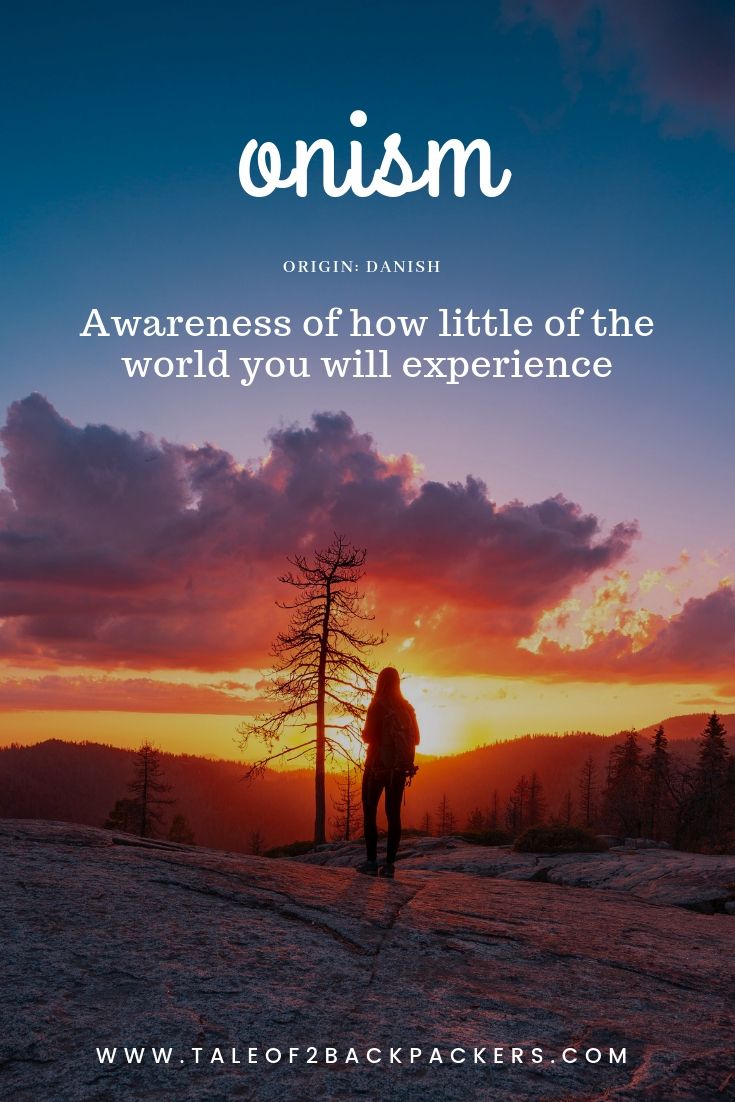 onism
ORIGIN: DANISH
Awareness of how little of the
world you will experience
WWW.TALEOF2BACKPACKERS.COM